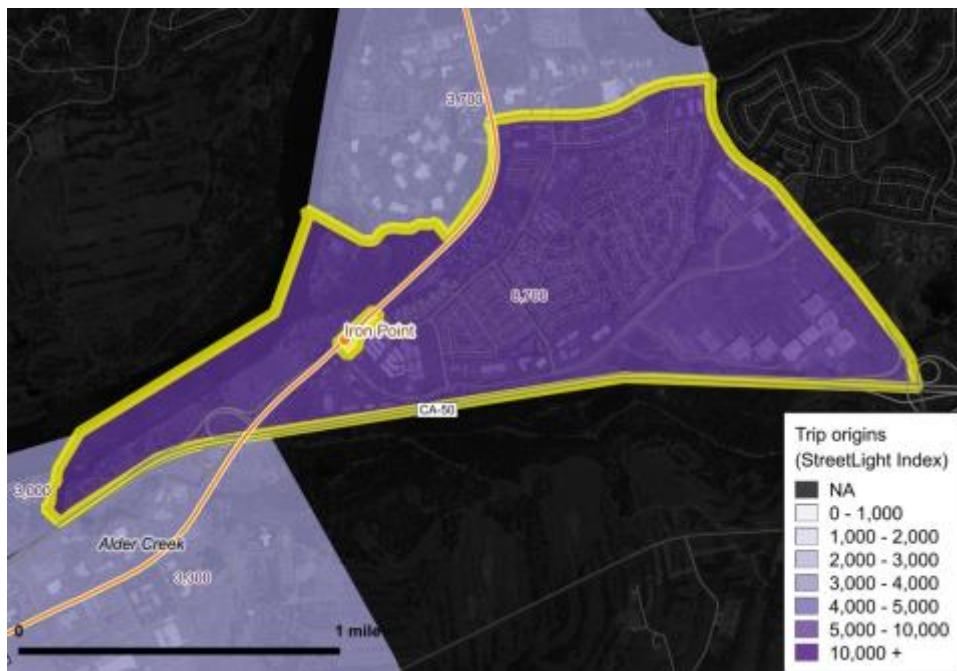 3,700
Iron Point
CA-50
3,000
Alder Creek
3,300
0 1 mile
Trip origins
(StreetLight Index)
NA
0 - 1,000
1,000 - 2,000
2,000 - 3,000
3,000 - 4,000
4,000 - 5,000
5,000 - 10,000
10,000 +